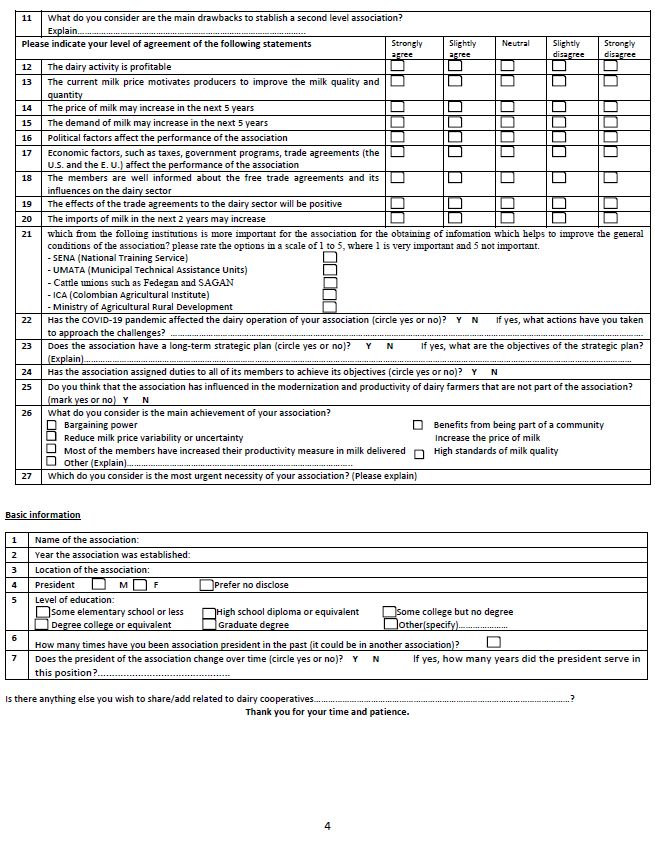 11 What do you consider are the main drawbacks to stablish a second level association?
Explain...............................................................................
Please indicate your level of agreement of the following statements Strongly agree Slightly agree Neutral Slightly disagree Strongly disagree
12 The dairy activity is profitable
13 The current milk price motivates producers to improve the milk quality and
quantity
14 The price of milk may increase in the next 5 years
15 The demand of milk may increase in the next 5 years
16 Political factors affect the performance of the association
17 Economic factors, such as taxes, government programs, trade agreements (the
U.S. and the E. U.) affect the performance of the association
18 The members are well informed about the free trade agreements and its
influences on the dairy sector
19 The effects of the trade agreements to the dairy sector will be positive
20 The imports of milk in the next 2 years may increase
21 which from the folloing institutions is more important for the association for the obtaining of infomation which helps to improve the general
conditions of the association? please rate the options in a scale of 1 to 5, where 1 is very important and 5 not important.
- SENA (National Training Service)
- UMATA (Municipal Technical Assistance Units)
- Cattle unions such as Fedegan and SAGAN
- ICA (Colombian Agricultural Institute)
- Ministry of Agricultural Rural Development
22 Has the COVID-19 pandemic affected the dairy operation of your association (circle yes or no)? Y N If yes, what actions have you taken
to approach the challenges? ...............................................................................
23 Does the association have a long-term strategic plan (circle yes or no)? Y N If yes, what are the objectives of the strategic plan?
(Explain)...............................................................................
24 Has the association assigned duties to all of its members to achieve its objectives (circle yes or no)? Y N
25 Do you think that the association has influenced in the modernization and productivity of dairy farmers that are not part of the association?
(mark yes or no) Y N
26 What do you consider is the main achievement of your association?
Bargaining power Benefits from being part of a community
Reduce milk price variability or uncertainty Increase the price of milk
Most of the members have increased their productivity measure in milk delivered High standards of milk quality
Other (Explain)...............................................................................
27 Which do you consider is the most urgent necessity of your association? (Please explain)
Basic information
1 Name of the association:
2 Year the association was established:
3 Location of the association:
4 President M F Prefer no disclose
5 Level of education:
Some elementary school or less High school diploma or equivalent Some college but no degree
Degree college or equivalent Graduate degree Other(specify)....................
6 How many times have you been association president in the past (it could be in another association)?
7 Does the president of the association change over time (circle yes or no)? Y N If yes, how many years did the president serve in
this position?.............................................
Is there anything else you wish to share/add related to dairy cooperatives...............................................................................?
Thank you for your time and patience.
4